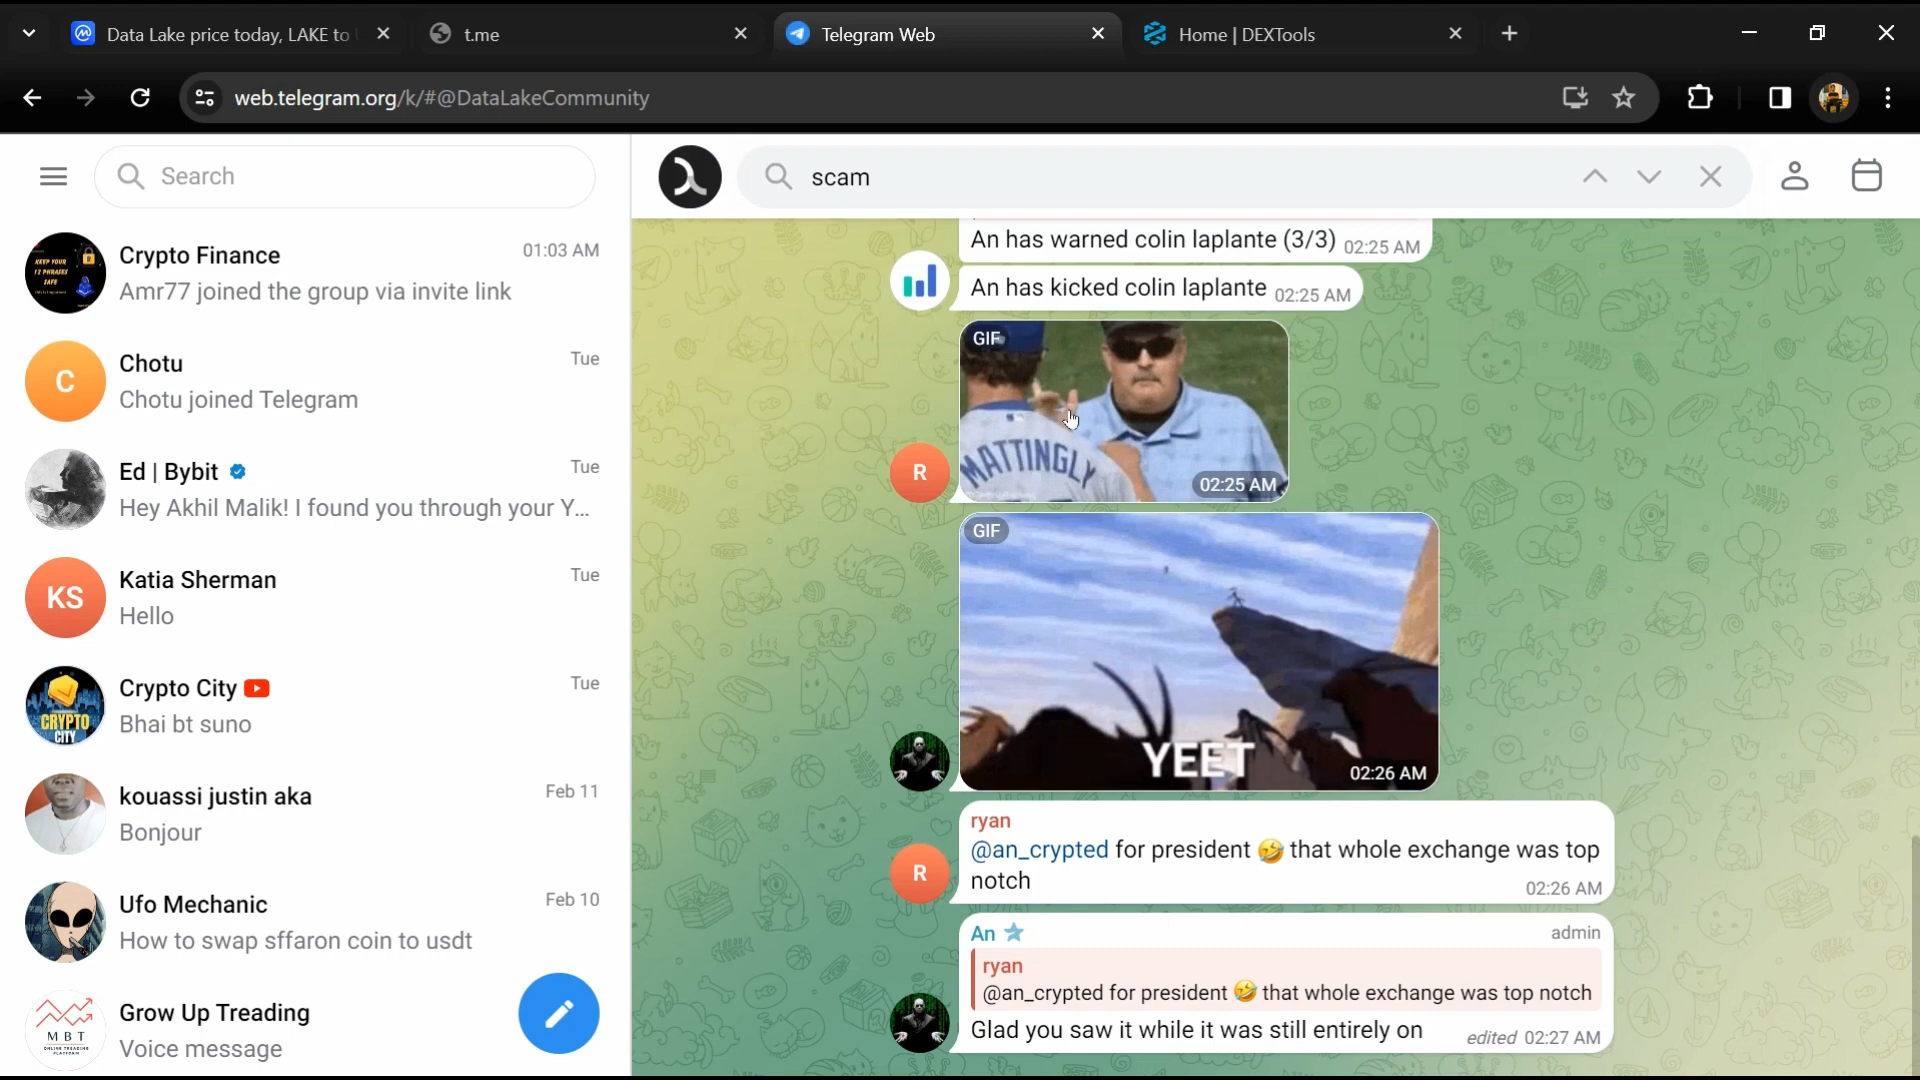 Data Lake price today, LAKE to
t.me
Telegram Web
Home | DEXTools
web.telegram.org/k/#@DataLakeCommunity
Search
scam
Crypto Finance
01:03 AM
Amr77 joined the group via invite link
C
Chotu
Tue
Chotu joined Telegram
Ed | Bybit
Tue
Hey Akhil Malik! I found you through your Y...
KS
Katia Sherman
Tue
Hello
CRYPTO
CITY
Crypto City
Tue
Bhai bt suno
kouassi justin aka
Feb 11
Bonjour
Ufo Mechanic
Feb 10
How to swap sffaron coin to usdt
MBT
Grow Up Treading
Voice message
An has warned colin laplante (3/3) 02:25 AM
An has kicked colin laplante 02:25 AM
GIF
MATTINGLY
02:25 AM
R
GIF
YEET
02:26 AM
ryan
@an_crypted for president 🤣 that whole exchange was top
notch
02:26 AM
R
An
admin
ryan
@an_crypted for president 🤣 that whole exchange was top notch
Glad you saw it while it was still entirely on
edited 02:27 AM